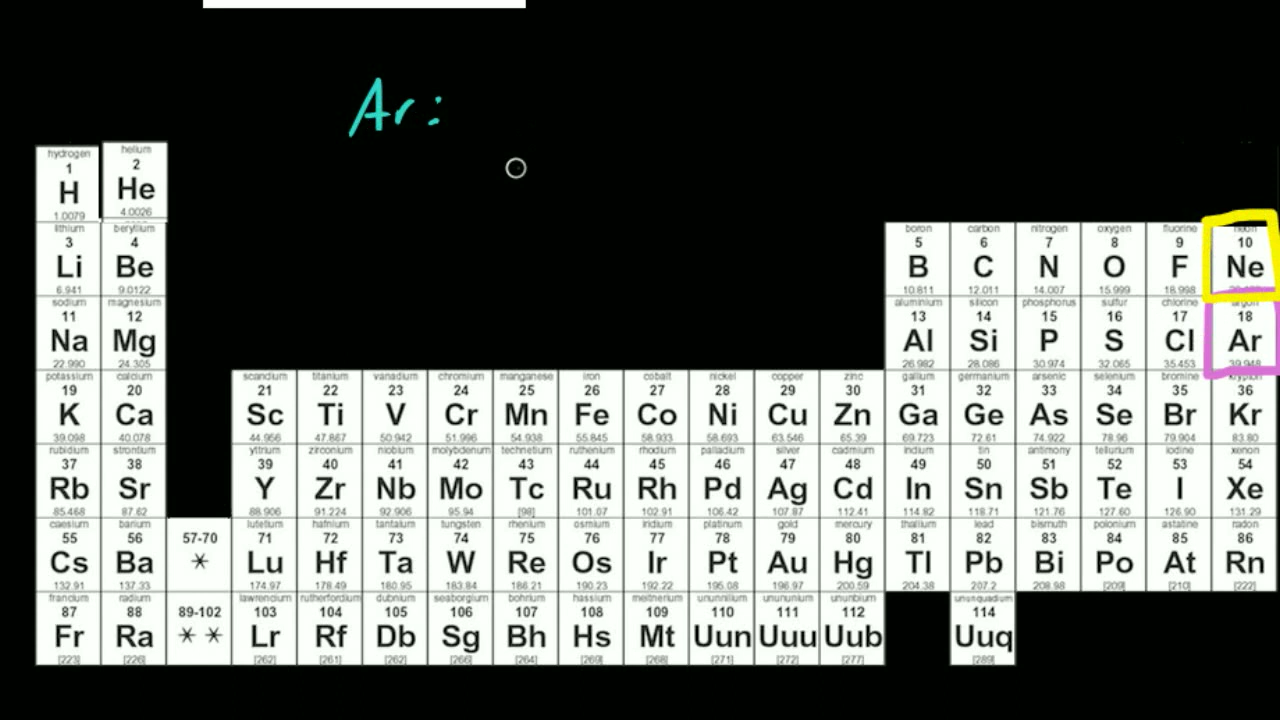 Ar:
hydrogen helium
1 2
H He
1.0079 4.0026
lithium beryllium boron carbon nitrogen oxygen fluorine neon
3 4 5 6 7 8 9 10
Li Be B C N O F Ne
6.941 9.0122 10.811 12.011 14.007 15.999 18.998
sodium magnesium aluminium silicon phosphorus sulfur chlorine argon
11 12 13 14 15 16 17 18
Na Mg Al Si P S Cl Ar
22.990 24.305 26.982 28.086 30.974 32.065 35.453 39.948
potassium calcium scandium titanium vanadium chromium manganese iron cobalt nickel copper zinc gallium germanium arsenic selenium bromine krypton
19 20 21 22 23 24 25 26 27 28 29 30 31 32 33 34 35 36
K Ca Sc Ti V Cr Mn Fe Co Ni Cu Zn Ga Ge As Se Br Kr
39.098 40.078 44.956 47.867 50.942 51.996 54.938 55.845 58.933 58.693 63.546 65.39 69.723 72.61 74.922 78.96 79.904 83.80
rubidium strontium yttrium zirconium niobium molybdenum technetium ruthenium rhodium palladium silver cadmium indium tin antimony tellurium iodine xenon
37 38 39 40 41 42 43 44 45 46 47 48 49 50 51 52 53 54
Rb Sr Y Zr Nb Mo Tc Ru Rh Pd Ag Cd In Sn Sb Te I Xe
85.468 87.62 88.906 91.224 92.906 95.94 [98] 101.07 102.91 106.42 107.87 112.41 114.82 118.71 121.76 127.60 126.90 131.29
caesium barium lutetium hafnium tantalum tungsten rhenium osmium iridium platinum gold mercury thallium lead bismuth polonium astatine radon
55 56 57-70 71 72 73 74 75 76 77 78 79 80 81 82 83 84 85 86
Cs Ba * Lu Hf Ta W Re Os Ir Pt Au Hg Tl Pb Bi Po At Rn
132.91 137.33 174.97 178.49 180.95 183.84 186.21 190.23 192.22 195.08 196.97 200.59 204.38 207.2 208.98 [209] [210] [222]
francium radium lawrencium rutherfordium dubnium seaborgium bohrium hassium meitnerium ununnilium unununium ununbium ununquadium
87 88 89-102 103 104 105 106 107 108 109 110 111 112 114
Fr Ra * * Lr Rf Db Sg Bh Hs Mt Uun Uuu Uub Uuq
[223] [226] [262] [261] [262] [266] [264] [269] [268] [271] [272] [277] [289]